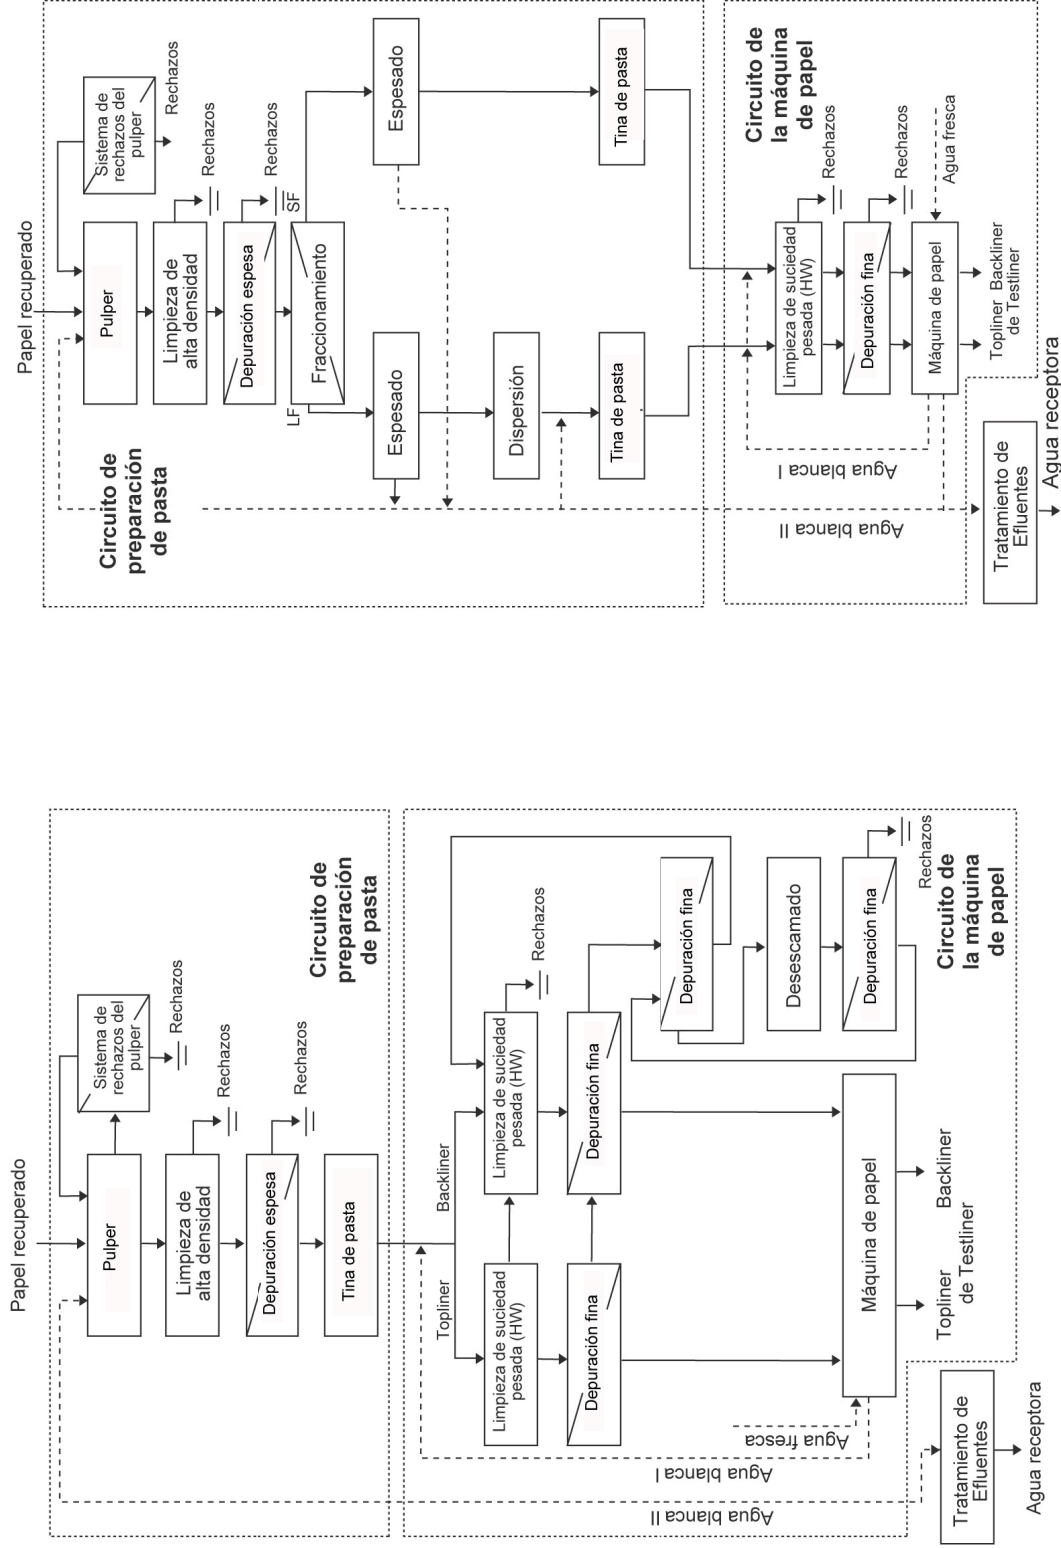 Papel recuperado
Sistema de
rechazos del
pulper
Rechazos
Pulper
Limpieza de
alta densidad
Rechazos
Depuración espesa
Rechazos
Tina de pasta
Circuito de
preparación
de pasta
Topliner
Backliner
Limpieza de suciedad
pesada (HW)
Limpieza de suciedad
pesada (HW)
Rechazos
Depuración fina
Depuración fina
Depuración fina
Desescamado
Depuración fina
Rechazos
Circuito de
la máquina
de papel
Máquina de papel
Agua fresca
Agua blanca I
Agua blanca II
Topliner
Backliner
de Testliner
Tratamiento de
Efluentes
Agua receptora
Papel recuperado
Sistema de
rechazos del
pulper
Rechazos
Pulper
Limpieza de
alta densidad
Rechazos
Depuración espesa
Rechazos
LF
SF
Fraccionamiento
Circuito de
preparación
de pasta
Espesado
Espesado
Dispersión
Tina de pasta
Tina de pasta
Circuito de
la máquina
de papel
Limpieza de suciedad
pesada (HW)
Rechazos
Depuración fina
Rechazos
Máquina de papel
Agua fresca
Agua blanca I
Agua blanca II
Topliner Backliner
de Testliner
Tratamiento de
Efluentes
Agua receptora